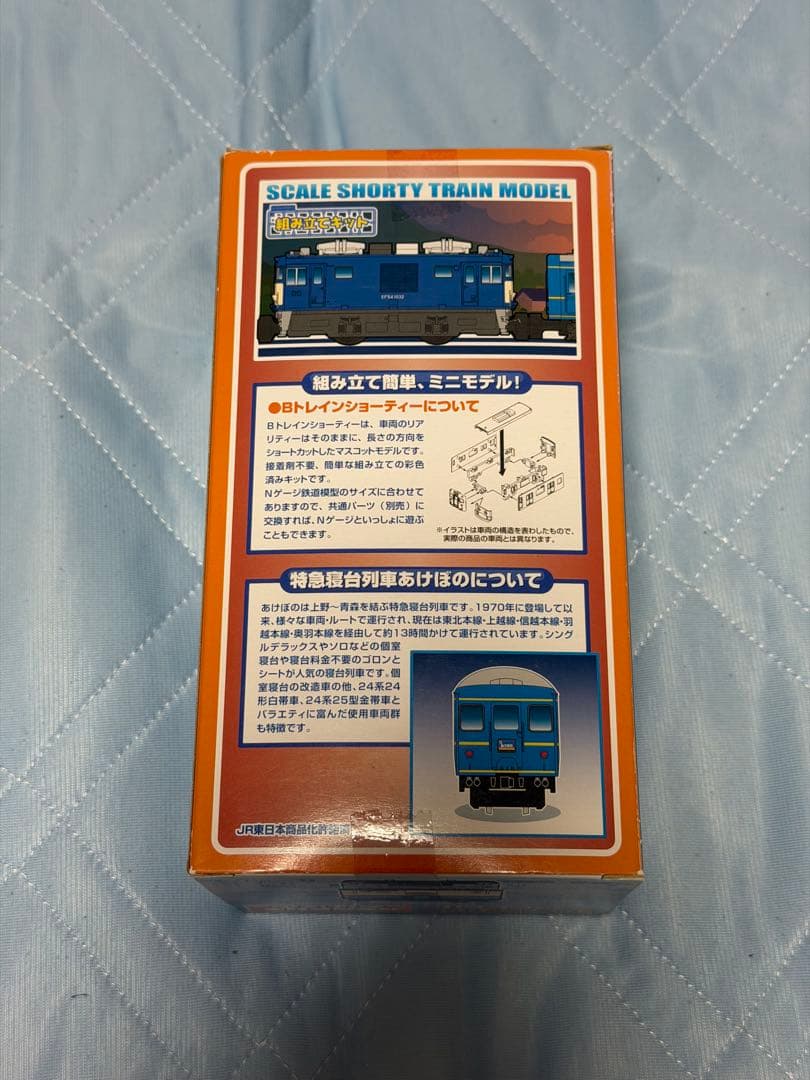 SCALE SHORTY TRAIN MODEL
組み立てキット
EF641032
組み立て簡単、ミニモデル!
●Bトレインショーティーについて
Bトレインショーティーは、車両のリア
リティーはそのままに、長さの方向を
ショートカットしたマスコットモデルです。
接着剤不要、簡単な組み立ての彩色
済みキットです。
Nゲージ鉄道模型のサイズに合わせて
ありますので、共通パーツ(別売)に
交換すれば、Nゲージといっしょに遊ぶ
こともできます。
※イラストは車両の構造を表わしたもので、
実際の商品の車両とは異なります。
特急寝台列車あけぼのについて
あけぼのは上野〜青森を結ぶ特急寝台列車です。1970年に登場して以
来、様々な車両・ルートで運行され、現在は東北本線・上越線・信越本線・羽
越本線・奥羽本線を経由して約13時間かけて運行されています。シング
ルデラックスやソロなどの個室
寝台や寝台料金不要のゴロンと
シートが人気の寝台列車です。個
室寝台の改造車の他、24系24
形白帯車、24系25型金帯車と
バラエティに富んだ使用車両群
も特徴です。
JR東日本商品化許諾済